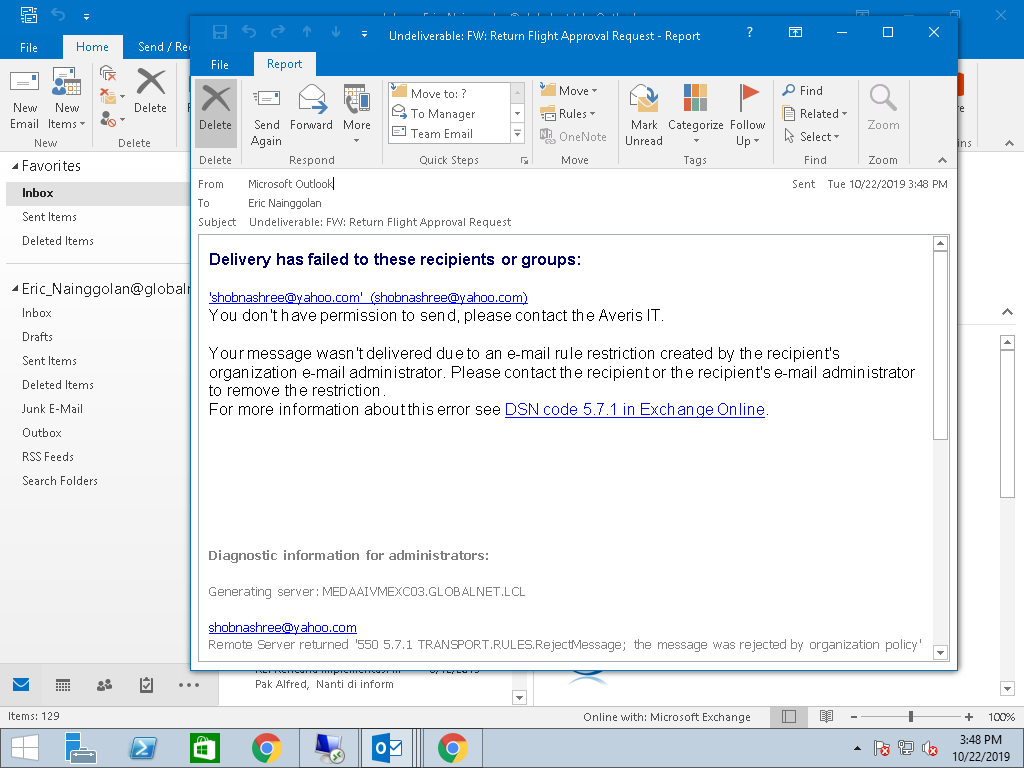 Undeliverable: FW: Return Flight Approval Request - Report
?
File
Home
Send / Re
File
Report
New Email
New Items
Delete
New
Delete
Delete
Delete
Send Again
Forward
More
Respond
Move to: ?
To Manager
Team Email
Quick Steps
Move
Rules
OneNote
Move
Mark Unread
Categorize
Follow Up
Tags
Find
Related
Select
Find
Zoom
Zoom
From Microsoft Outlook
Sent Tue 10/22/2019 3:48 PM
To Eric Nainggolan
Subject Undeliverable: FW: Return Flight Approval Request
Favorites
Inbox
Sent Items
Deleted Items
Eric_Nainggolan@globaln
Inbox
Drafts
Sent Items
Deleted Items
Junk E-Mail
Outbox
RSS Feeds
Search Folders
Delivery has failed to these recipients or groups:
'shobnashree@yahoo.com' (shobnashree@yahoo.com)
You don't have permission to send, please contact the Averis IT.
Your message wasn't delivered due to an e-mail rule restriction created by the recipient's
organization e-mail administrator. Please contact the recipient or the recipient's e-mail administrator
to remove the restriction.
For more information about this error see DSN code 5.7.1 in Exchange Online.
Diagnostic information for administrators:
Generating server: MEDAAIVMEXC03.GLOBALNET.LCL
shobnashree@yahoo.com
Remote Server returned '550 5.7.1 TRANSPORT.RULES.RejectMessage; the message was rejected by organization policy'
Pak Alfred, Nanti di inform
Items: 129
Online with: Microsoft Exchange
100%
3:48 PM
10/22/2019